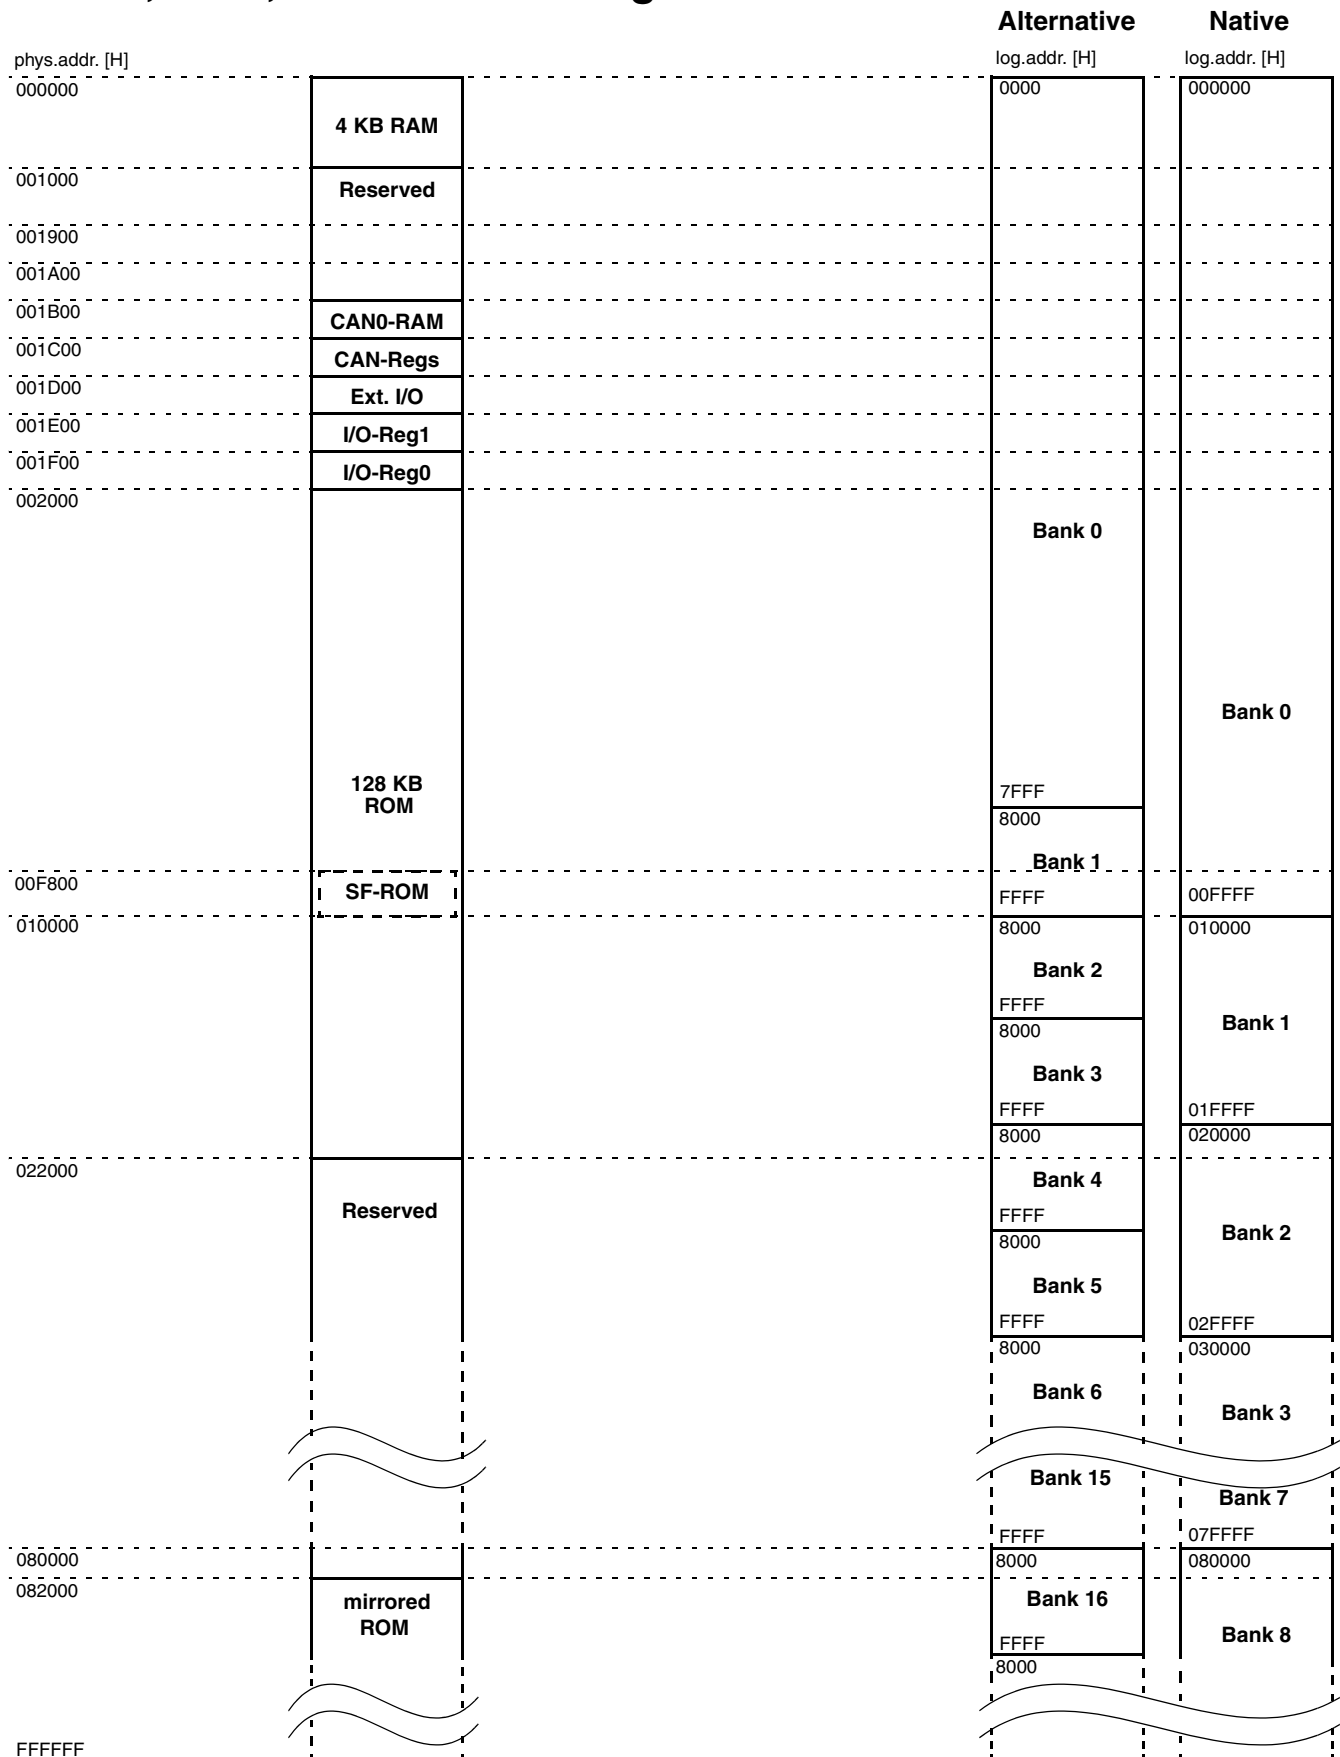 Alternative Native
phys.addr. [H] log.addr. [H] log.addr. [H]
000000 0000 000000
4 KB RAM
001000
Reserved
001900
001A00
001B00
CAN0-RAM
001C00
CAN-Regs
001D00
Ext. I/O
001E00
I/O-Reg1
001F00
I/O-Reg0
002000
Bank 0
Bank 0
128 KB
ROM
7FFF
8000
Bank 1
00F800
SF-ROM
FFFF 00FFFF
010000 8000 010000
Bank 2
FFFF
8000
Bank 1
Bank 3
FFFF 01FFFF
8000 020000
022000
Bank 4
Reserved
FFFF
Bank 2
8000
Bank 5
FFFF 02FFFF
8000 030000
Bank 6
Bank 3
Bank 15
Bank 7
FFFF 07FFFF
080000 8000 080000
082000
mirrored
ROM
Bank 16
Bank 8
FFFF
8000
FFFFFF